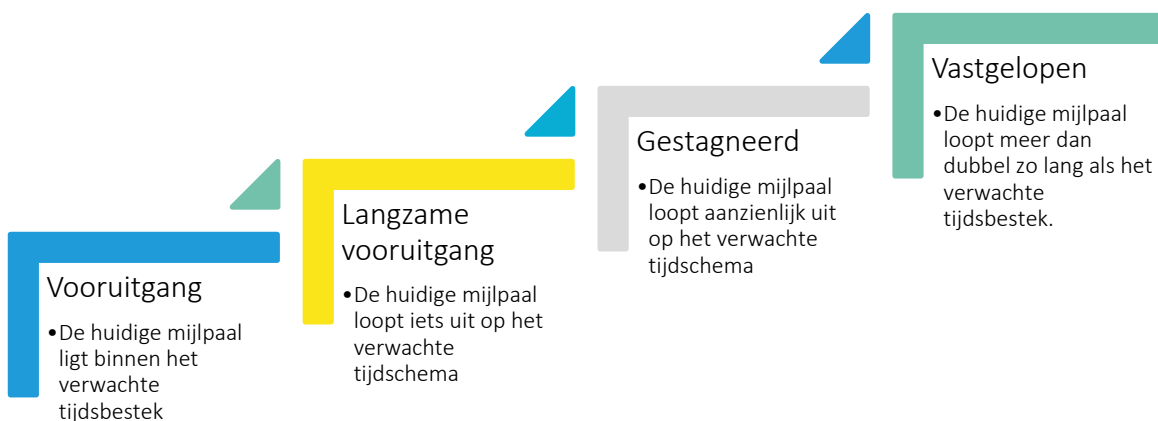 Vooruitgang
•De huidige mijlpaal
ligt binnen het
verwachte
tijdsbestek
Langzame
vooruitgang
•De huidige mijlpaal
loopt iets uit op het
verwachte
tijdschema
Gestagneerd
•De huidige mijlpaal
loopt aanzienlijk uit
op het verwachte
tijdschema
Vastgelopen
•De huidige mijlpaal
loopt meer dan
dubbel zo lang als het
verwachte
tijdsbestek.